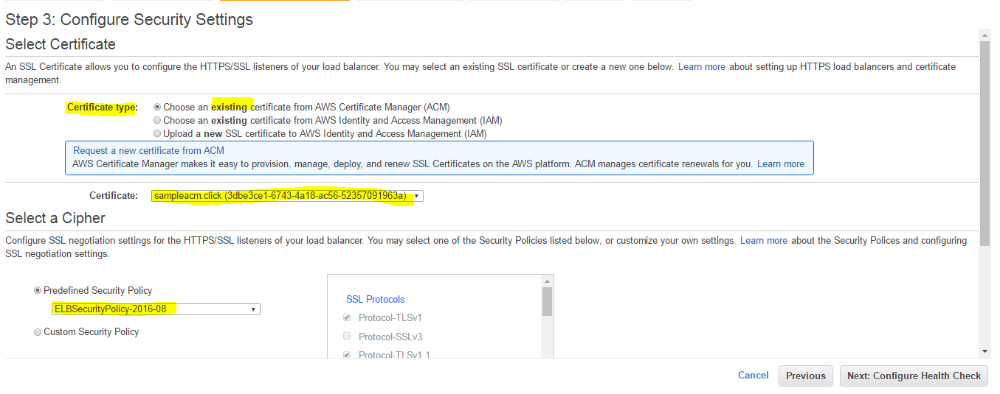 Step 3: Configure Security Settings
Select Certificate
An SSL Certificate allows you to configure the HTTPS/SSL listeners of your load balancer. You may select an existing SSL certificate or create a new one below. Learn more about setting up HTTPS load balancers and certificate
management.
Certificate type: Choose an existing certificate from AWS Certificate Manager (ACM)
Choose an existing certificate from AWS Identity and Access Management (IAM)
Upload a new SSL certificate to AWS Identity and Access Management (IAM)
Request a new certificate from ACM
AWS Certificate Manager makes it easy to provision, manage, deploy, and renew SSL Certificates on the AWS platform. ACM manages certificate renewals for you. Learn more
Certificate: sampleacm.click (3dbe3ce1-6743-4a18-ac56-52357091963a)
Select a Cipher
Configure SSL negotiation settings for the HTTPS/SSL listeners of your load balancer. You may select one of the Security Policies listed below, or customize your own settings. Learn more about the Security Polices and configuring
SSL negotiation settings.
Predefined Security Policy
ELBSecurityPolicy-2016-08
Custom Security Policy
SSL Protocols
Protocol-TLSv1
Protocol-SSLv3
Protocol-TLSv1.1
Cancel Previous Next: Configure Health Check